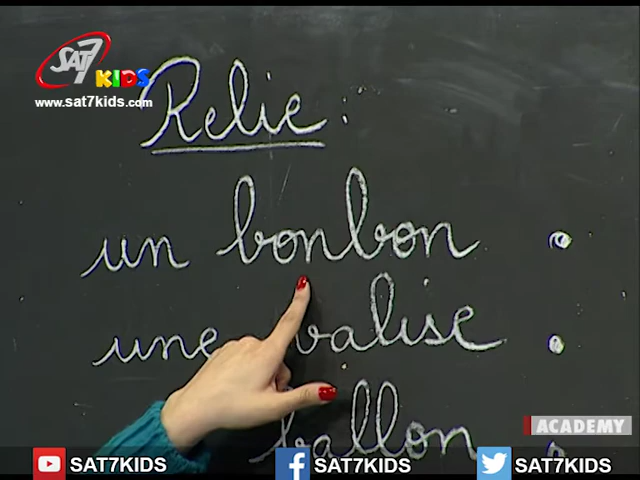 SAT7 KIDS
www.sat7kids.com
Relie :
un bonbon
une valise
ballon
ACADEMY
SAT7KIDS SAT7KIDS SAT7KIDS